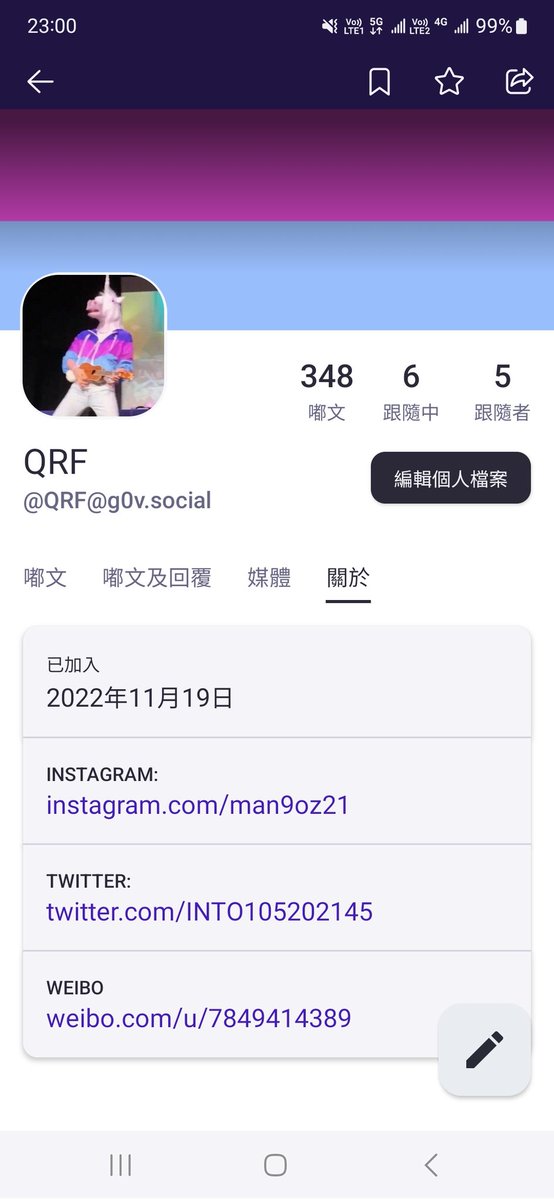 23:00
Vo)) LTE1 5G Vo)) LTE2 4G 99%
348 6 5
嘟文 跟隨中 跟隨者
QRF
@QRF@g0v.social
編輯個人檔案
嘟文 嘟文及回覆 媒體 關於
已加入
2022年11月19日
INSTAGRAM:
instagram.com/man9oz21
TWITTER:
twitter.com/INTO105202145
WEIBO
weibo.com/u/7849414389